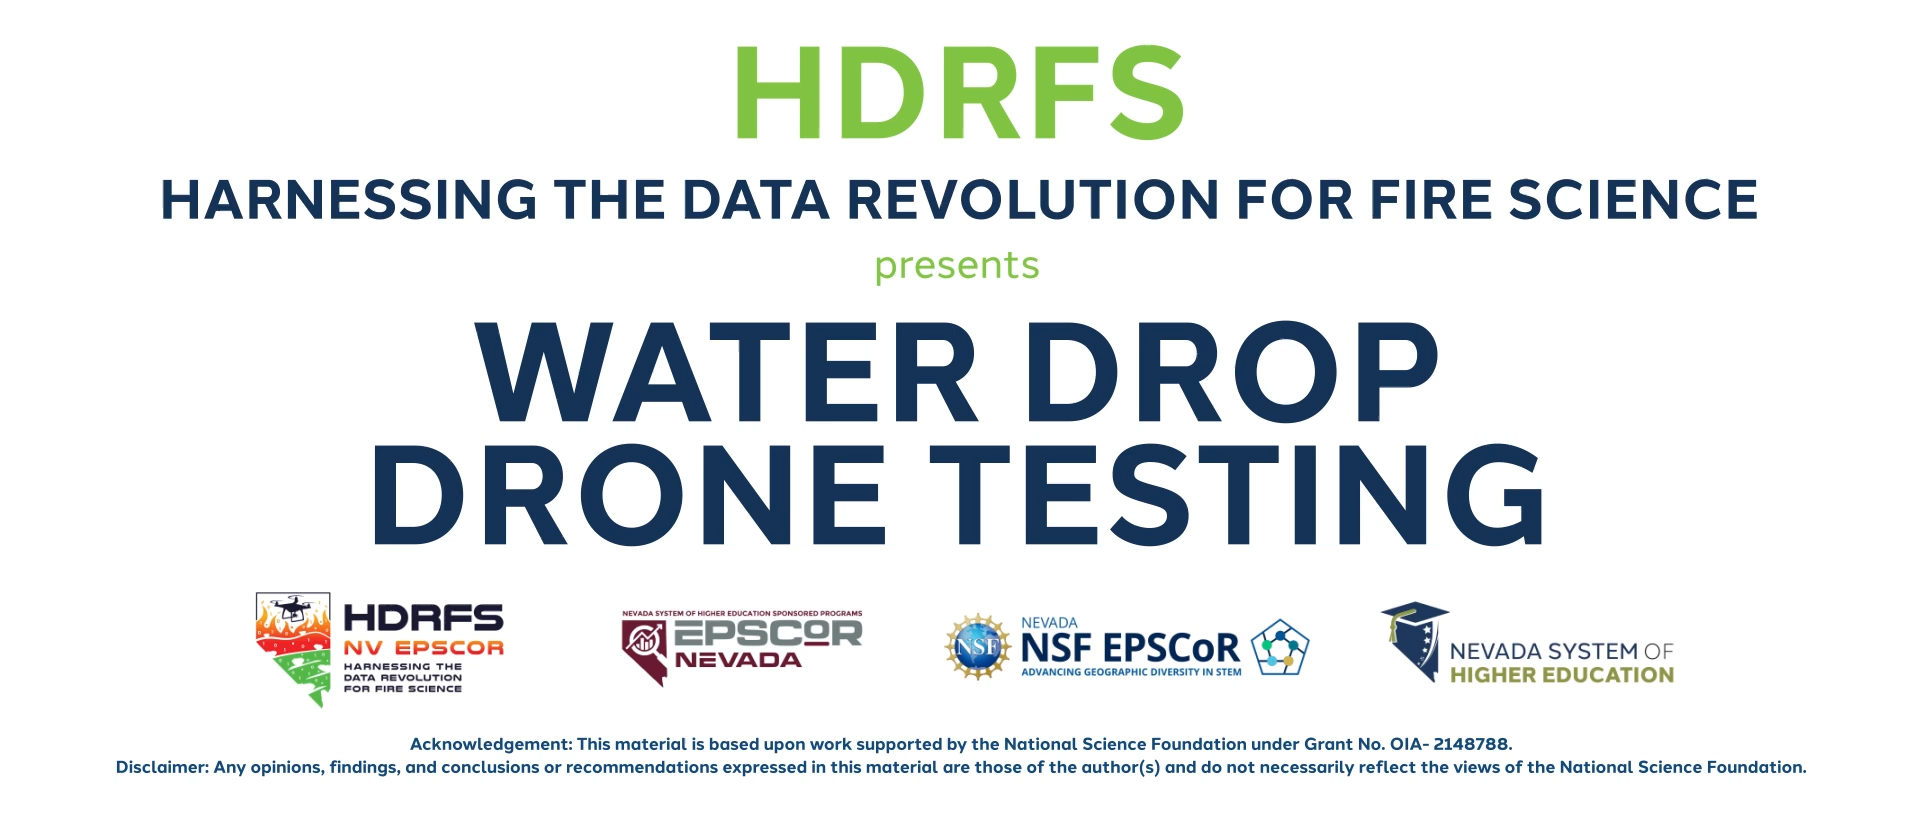 HDRFS
HARNESSING THE DATA REVOLUTION FOR FIRE SCIENCE
presents
WATER DROP
DRONE TESTING
HDRFS
NV EPSCOR
HARNESSING THE
DATA REVOLUTION
FOR FIRE SCIENCE
NEVADA SYSTEM OF HIGHER EDUCATION SPONSORED PROGRAMS
EPSCoR
NEVADA
NSF
NEVADA
NSF EPSCoR
ADVANCING GEOGRAPHIC DIVERSITY IN STEM
NEVADA SYSTEM OF
HIGHER EDUCATION
Acknowledgement: This material is based upon work supported by the National Science Foundation under Grant No. OIA- 2148788.
Disclaimer: Any opinions, findings, and conclusions or recommendations expressed in this material are those of the author(s) and do not necessarily reflect the views of the National Science Foundation.